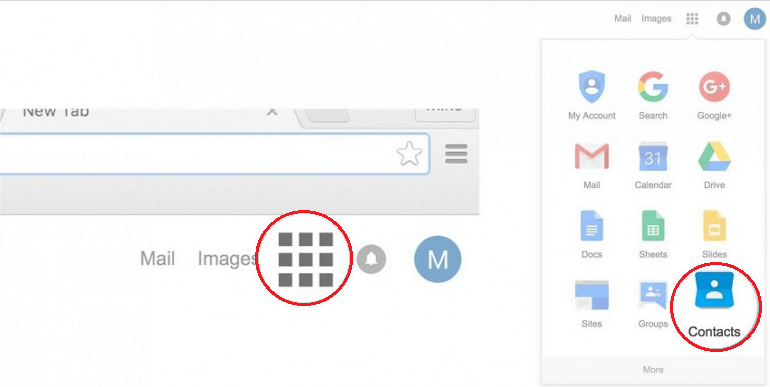 Mail Images M
My Account Search Google+
Mail 31 Calendar Drive
Docs Sheets Slides
Sites Groups Contacts
More
New Tab
Mail Images M